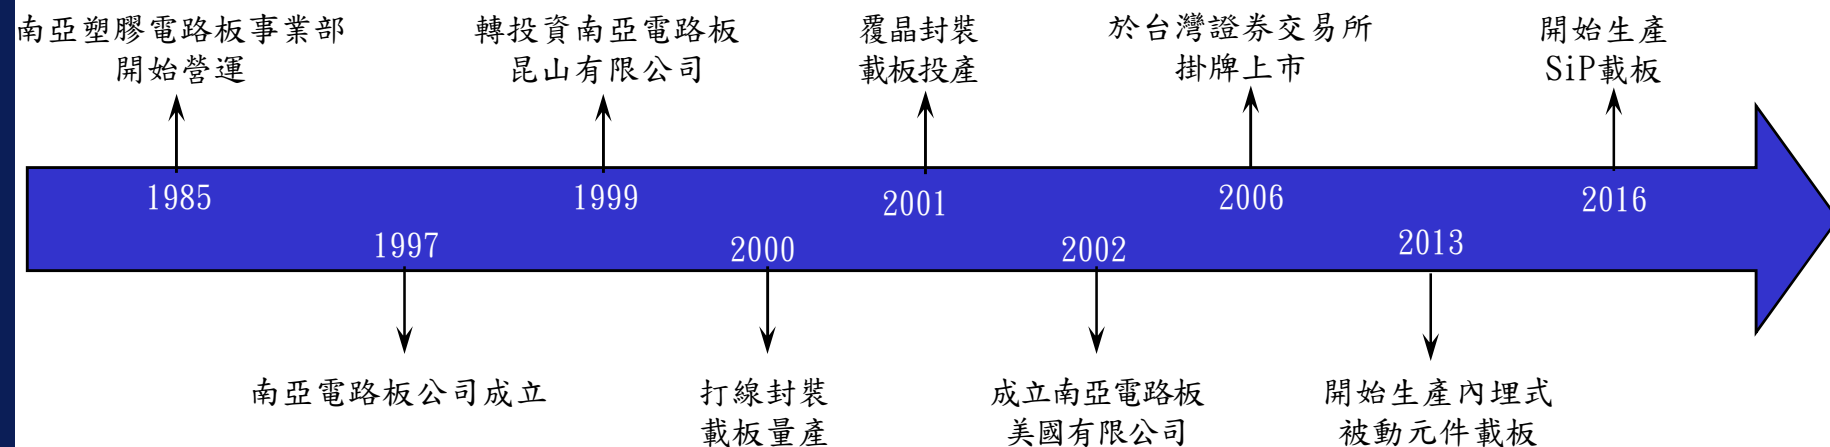 南亞塑膠電路板事業部
開始營運
轉投資南亞電路板
昆山有限公司
覆晶封裝
載板投產
於台灣證券交易所
掛牌上市
開始生產
SiP載板
1985
1999
2001
2006
2016
1997
2000
2002
2013
南亞電路板公司成立
打線封裝
載板量產
成立南亞電路板
美國有限公司
開始生產內埋式
被動元件載板